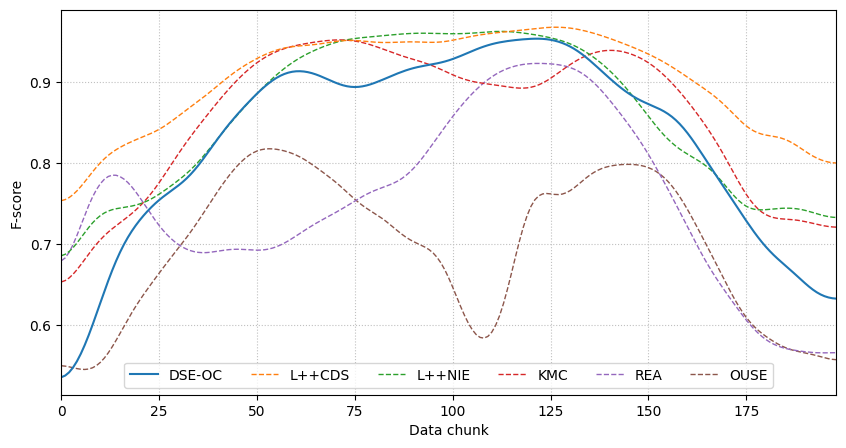 F-score
0.9
0.8
0.7
0.6
DSE-OC L++CDS L++NIE KMC REA OUSE
0 25 50 75 100 125 150 175
Data chunk